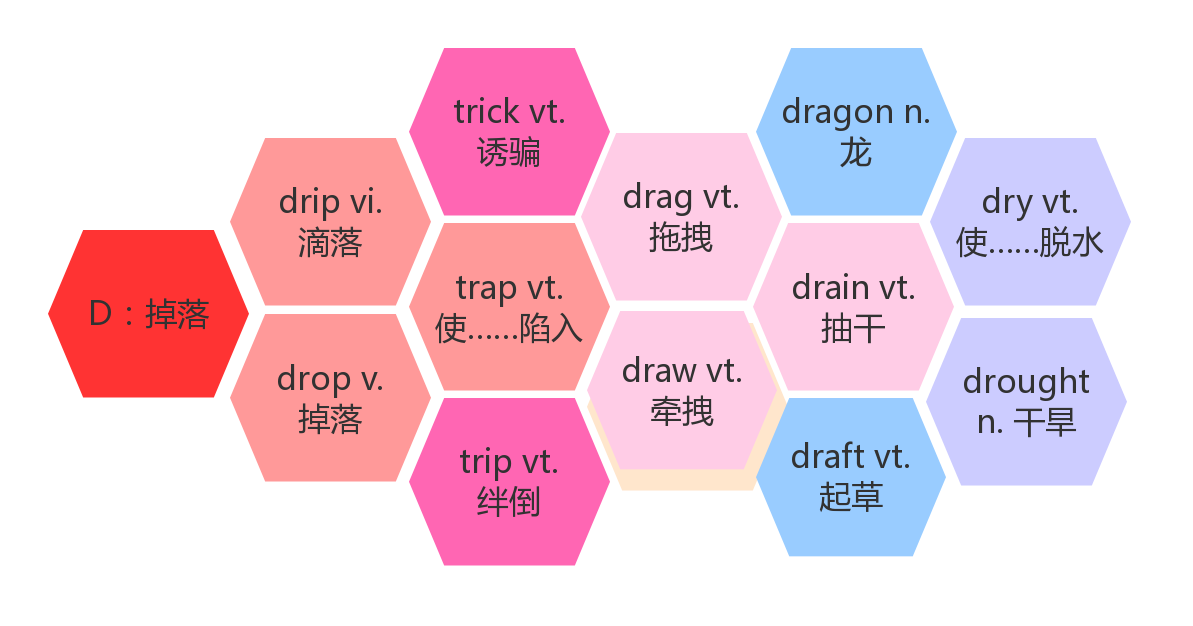 D：掉落
drip vi.
滴落
drop v.
掉落
trick vt.
诱骗
trap vt.
使……陷入
trip vt.
绊倒
drag vt.
拖拽
draw vt.
牵拽
dragon n.
龙
drain vt.
抽干
draft vt.
起草
dry vt.
使……脱水
drought
n. 干旱